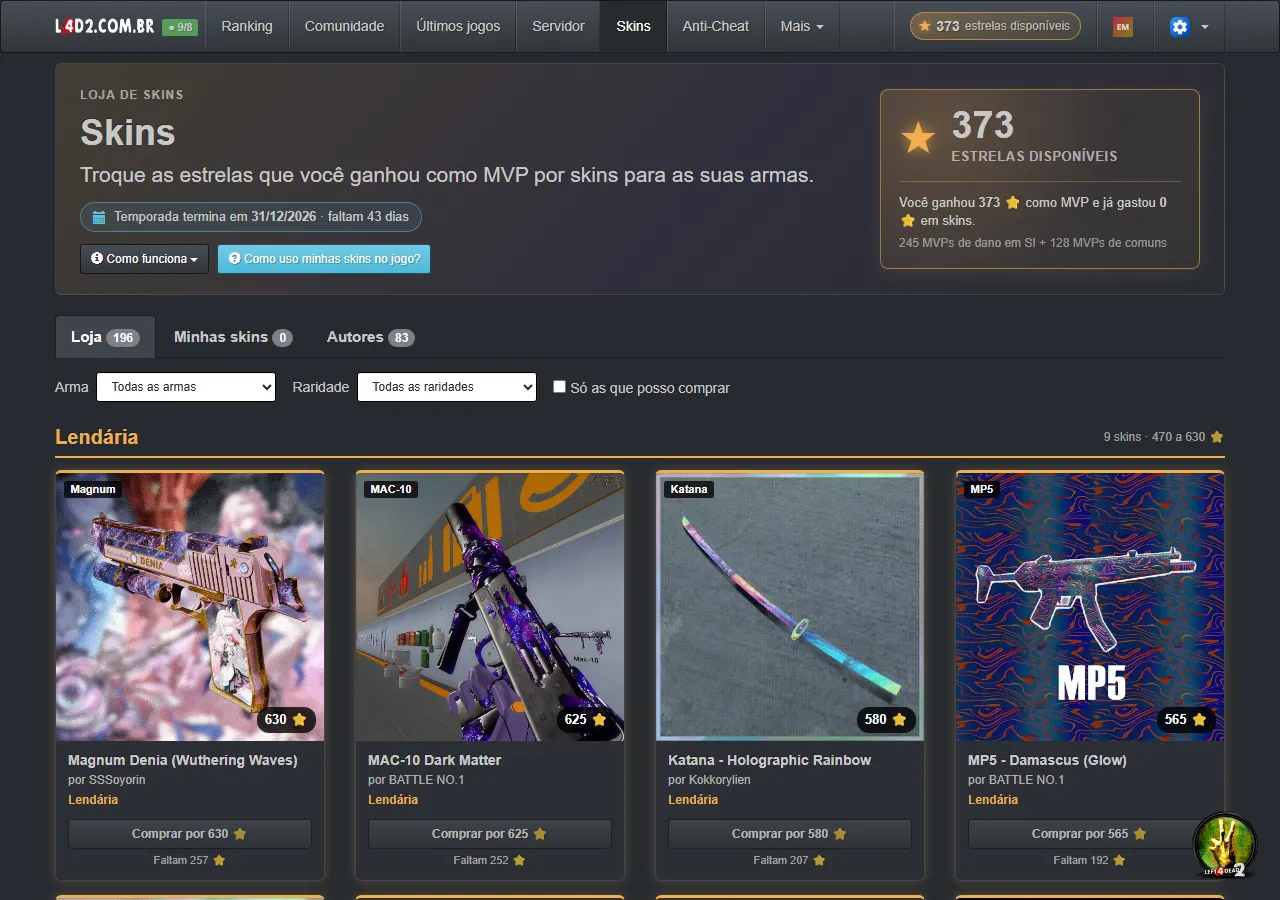 L4D2.COM.BR 9/8 Ranking Comunidade Últimos jogos Servidor Skins Anti-Cheat Mais 373 estrelas disponíveis EM
LOJA DE SKINS
Skins
Troque as estrelas que você ganhou como MVP por skins para as suas armas.
Temporada termina em 31/12/2026 · faltam 43 dias
Como funciona
Como uso minhas skins no jogo?
373
ESTRELAS DISPONÍVEIS
Você ganhou 373 como MVP e já gastou 0
em skins.
245 MVPs de dano em SI + 128 MVPs de comuns
Loja 196 Minhas skins 0 Autores 83
Arma Todas as armas Raridade Todas as raridades Só as que posso comprar
Lendária 9 skins · 470 a 630
Magnum
DENIA
630
Magnum Denia (Wuthering Waves)
por SSSoyorin
Lendária
Comprar por 630
Faltam 257
MAC-10
Mac-10
625
MAC-10 Dark Matter
por BATTLE NO.1
Lendária
Comprar por 625
Faltam 252
Katana
580
Katana - Holographic Rainbow
por Kokkorylien
Lendária
Comprar por 580
Faltam 207
MP5
MP5
565
MP5 - Damascus (Glow)
por BATTLE NO.1
Lendária
Comprar por 565
Faltam 192
LEFT 4 DEAD 2